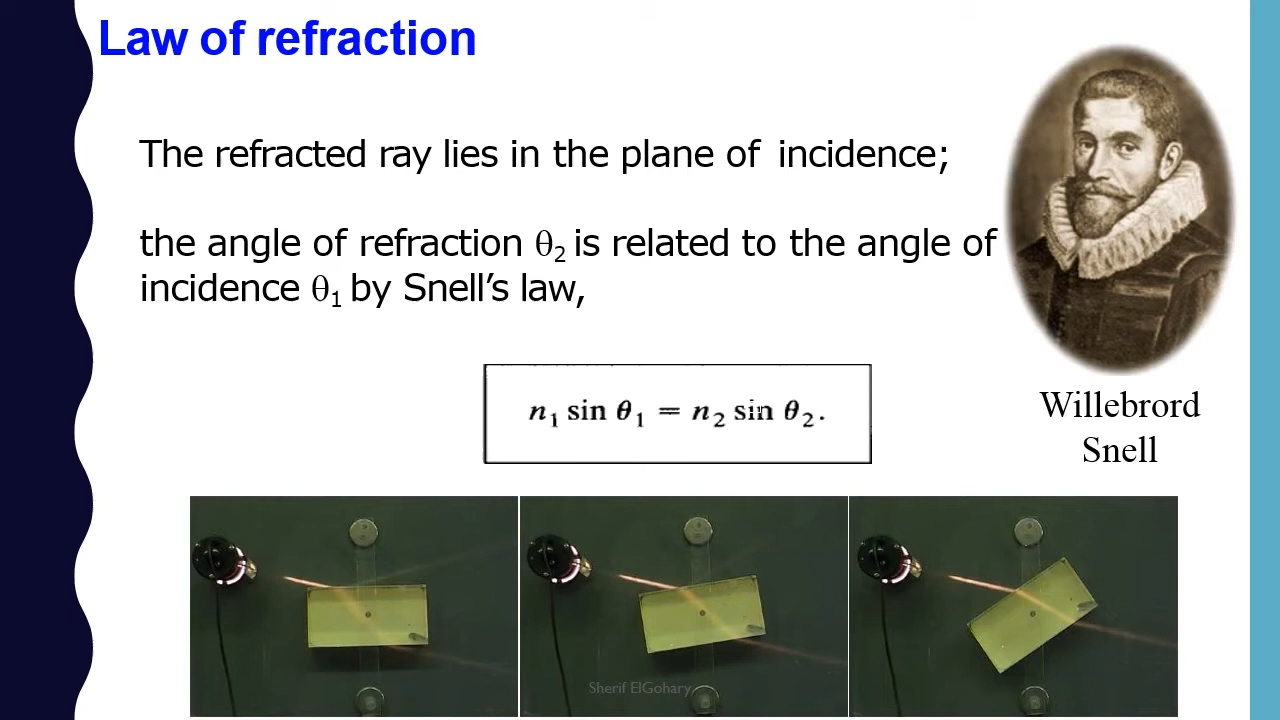 Law of refraction
The refracted ray lies in the plane of incidence;
the angle of refraction θ₂ is related to the angle of
incidence θ₁ by Snell’s law,
n₁ sin θ₁ = n₂ sin θ₂.
Willebrord
Snell
Sherif ElGohary